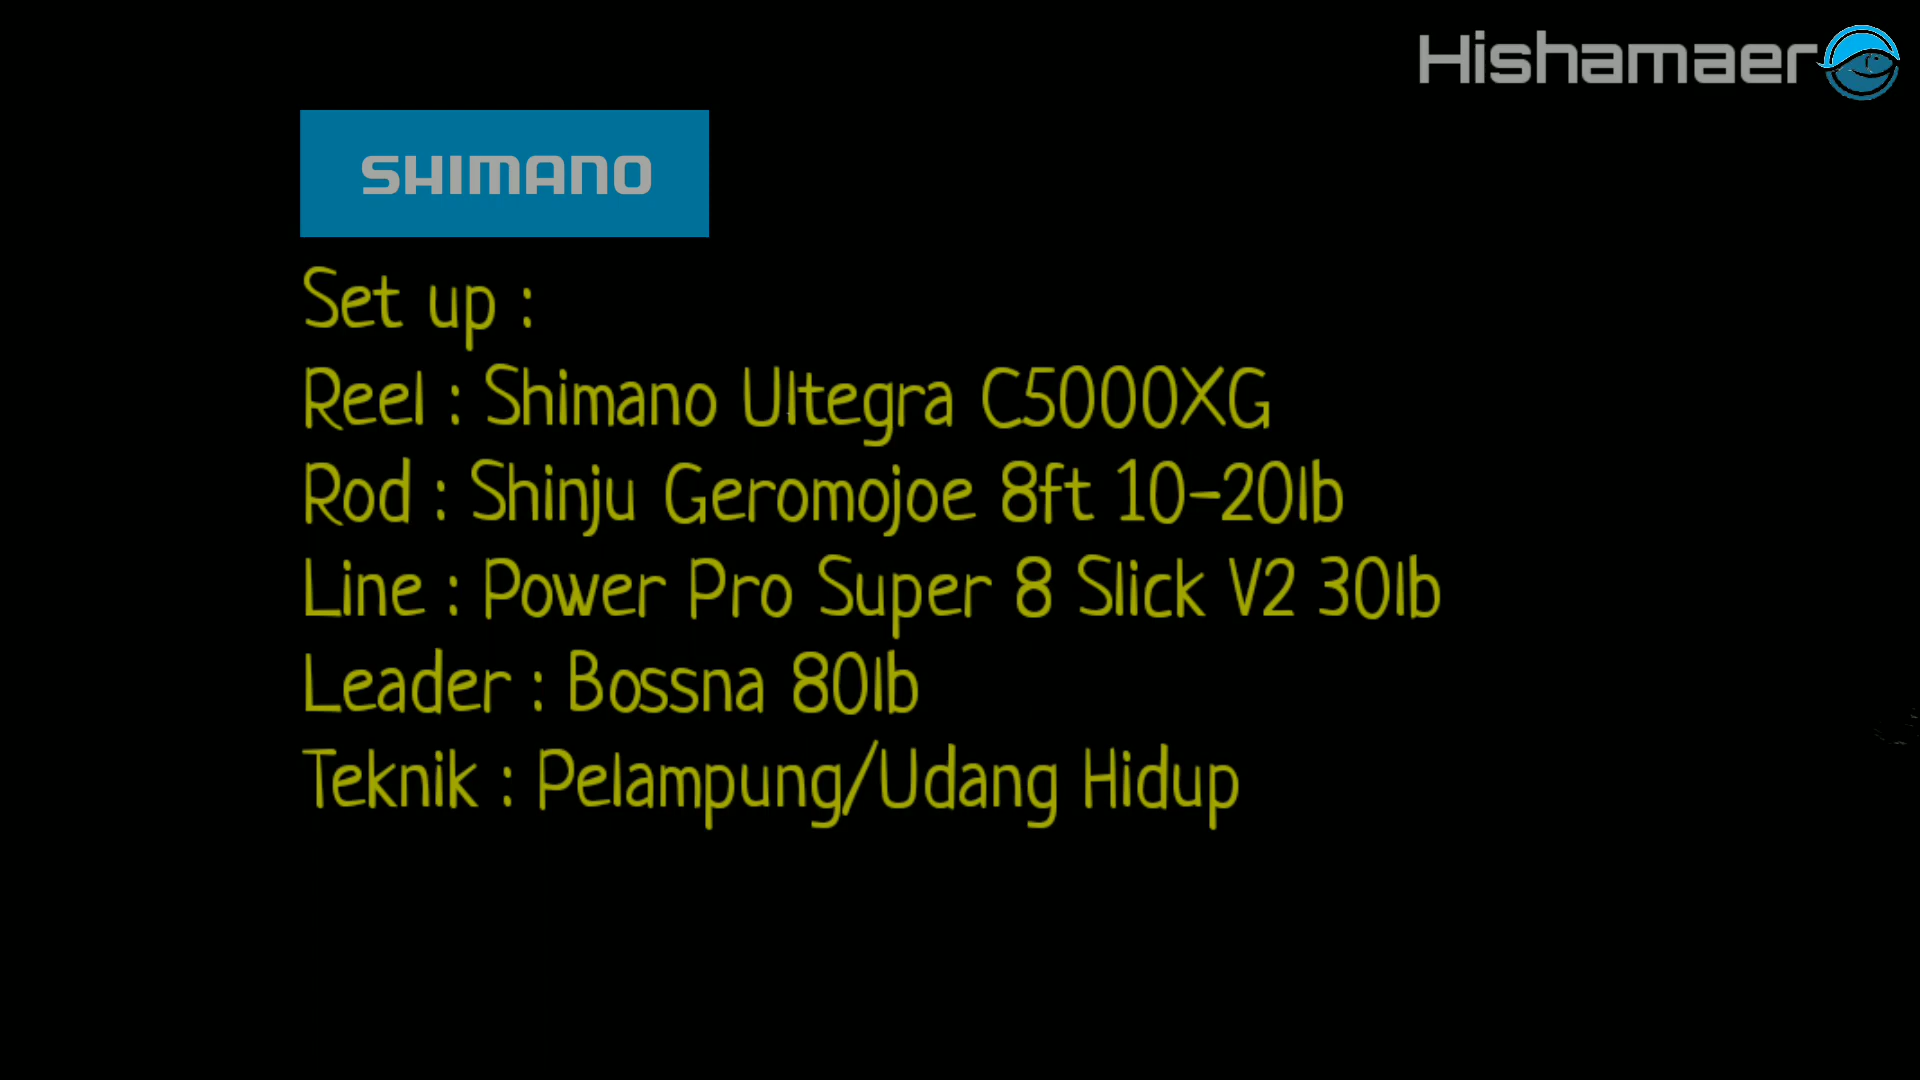 Hishamaer
SHIMANO
Set up :
Reel : Shimano Ultegra C5000XG
Rod : Shinju Geromojoe 8ft 10-20lb
Line : Power Pro Super 8 Slick V2 30lb
Leader : Bossna 80lb
Teknik : Pelampung/Udang Hidup